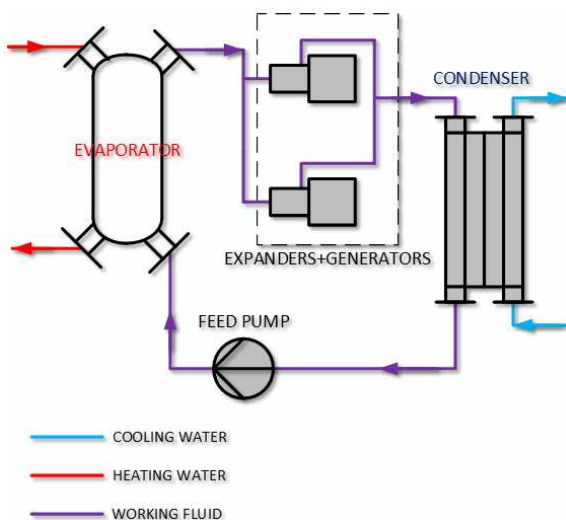 CONDENSER
EVAPORATOR
EXPANDERS+GENERATORS
FEED PUMP
COOLING WATER
HEATING WATER
WORKING FLUID